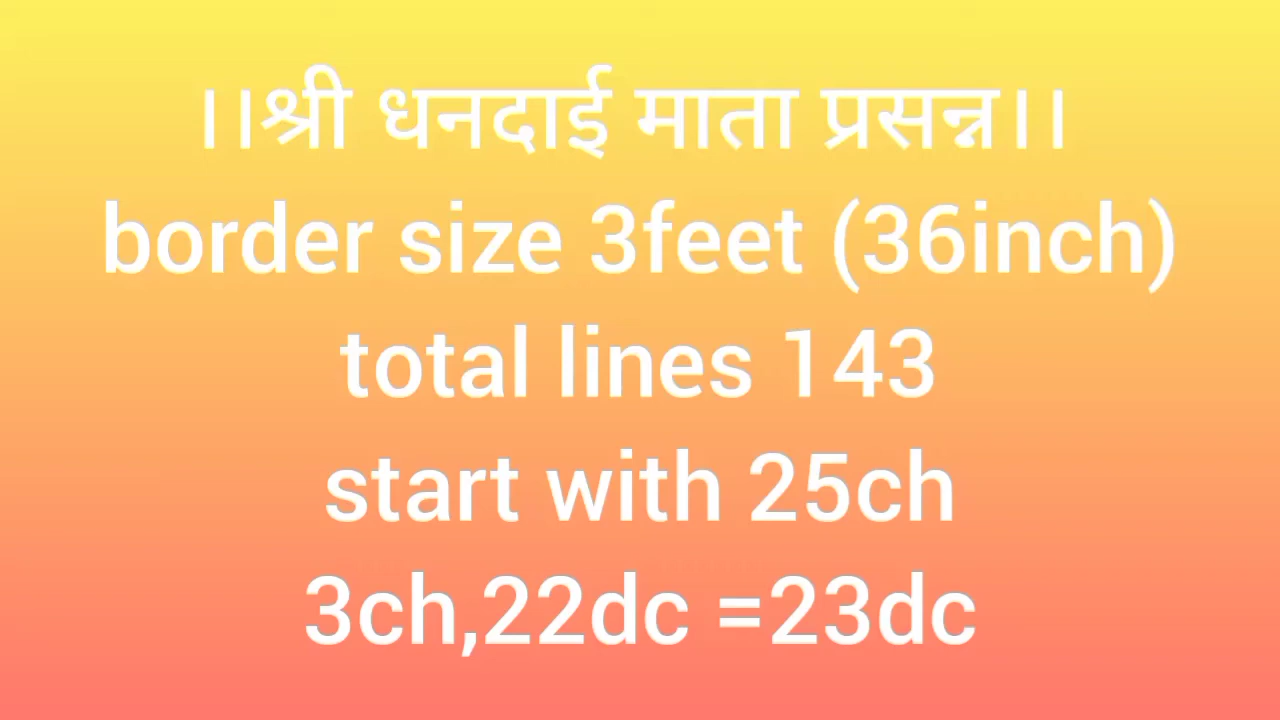 ।।श्री धनदाई माता प्रसन्न।।
border size 3feet (36inch)
total lines 143
start with 25ch
3ch,22dc =23dc